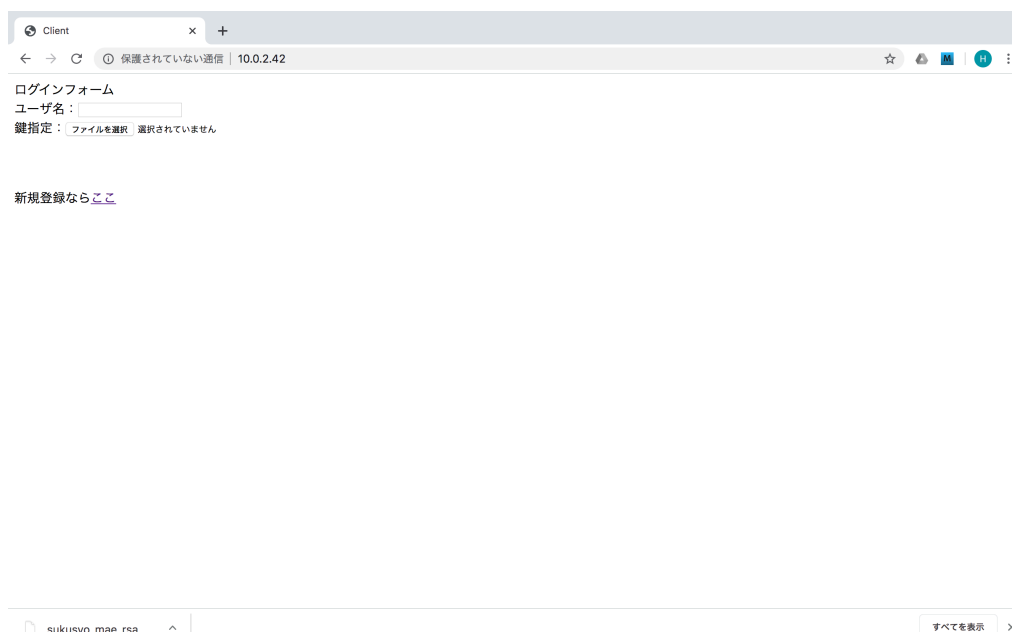 Client
保護されていない通信 10.0.2.42
M
H
ログインフォーム
ユーザ名：
鍵指定： ファイルを選択 選択されていません
新規登録ならここ
sukusyo_mae_rsa
すべてを表示